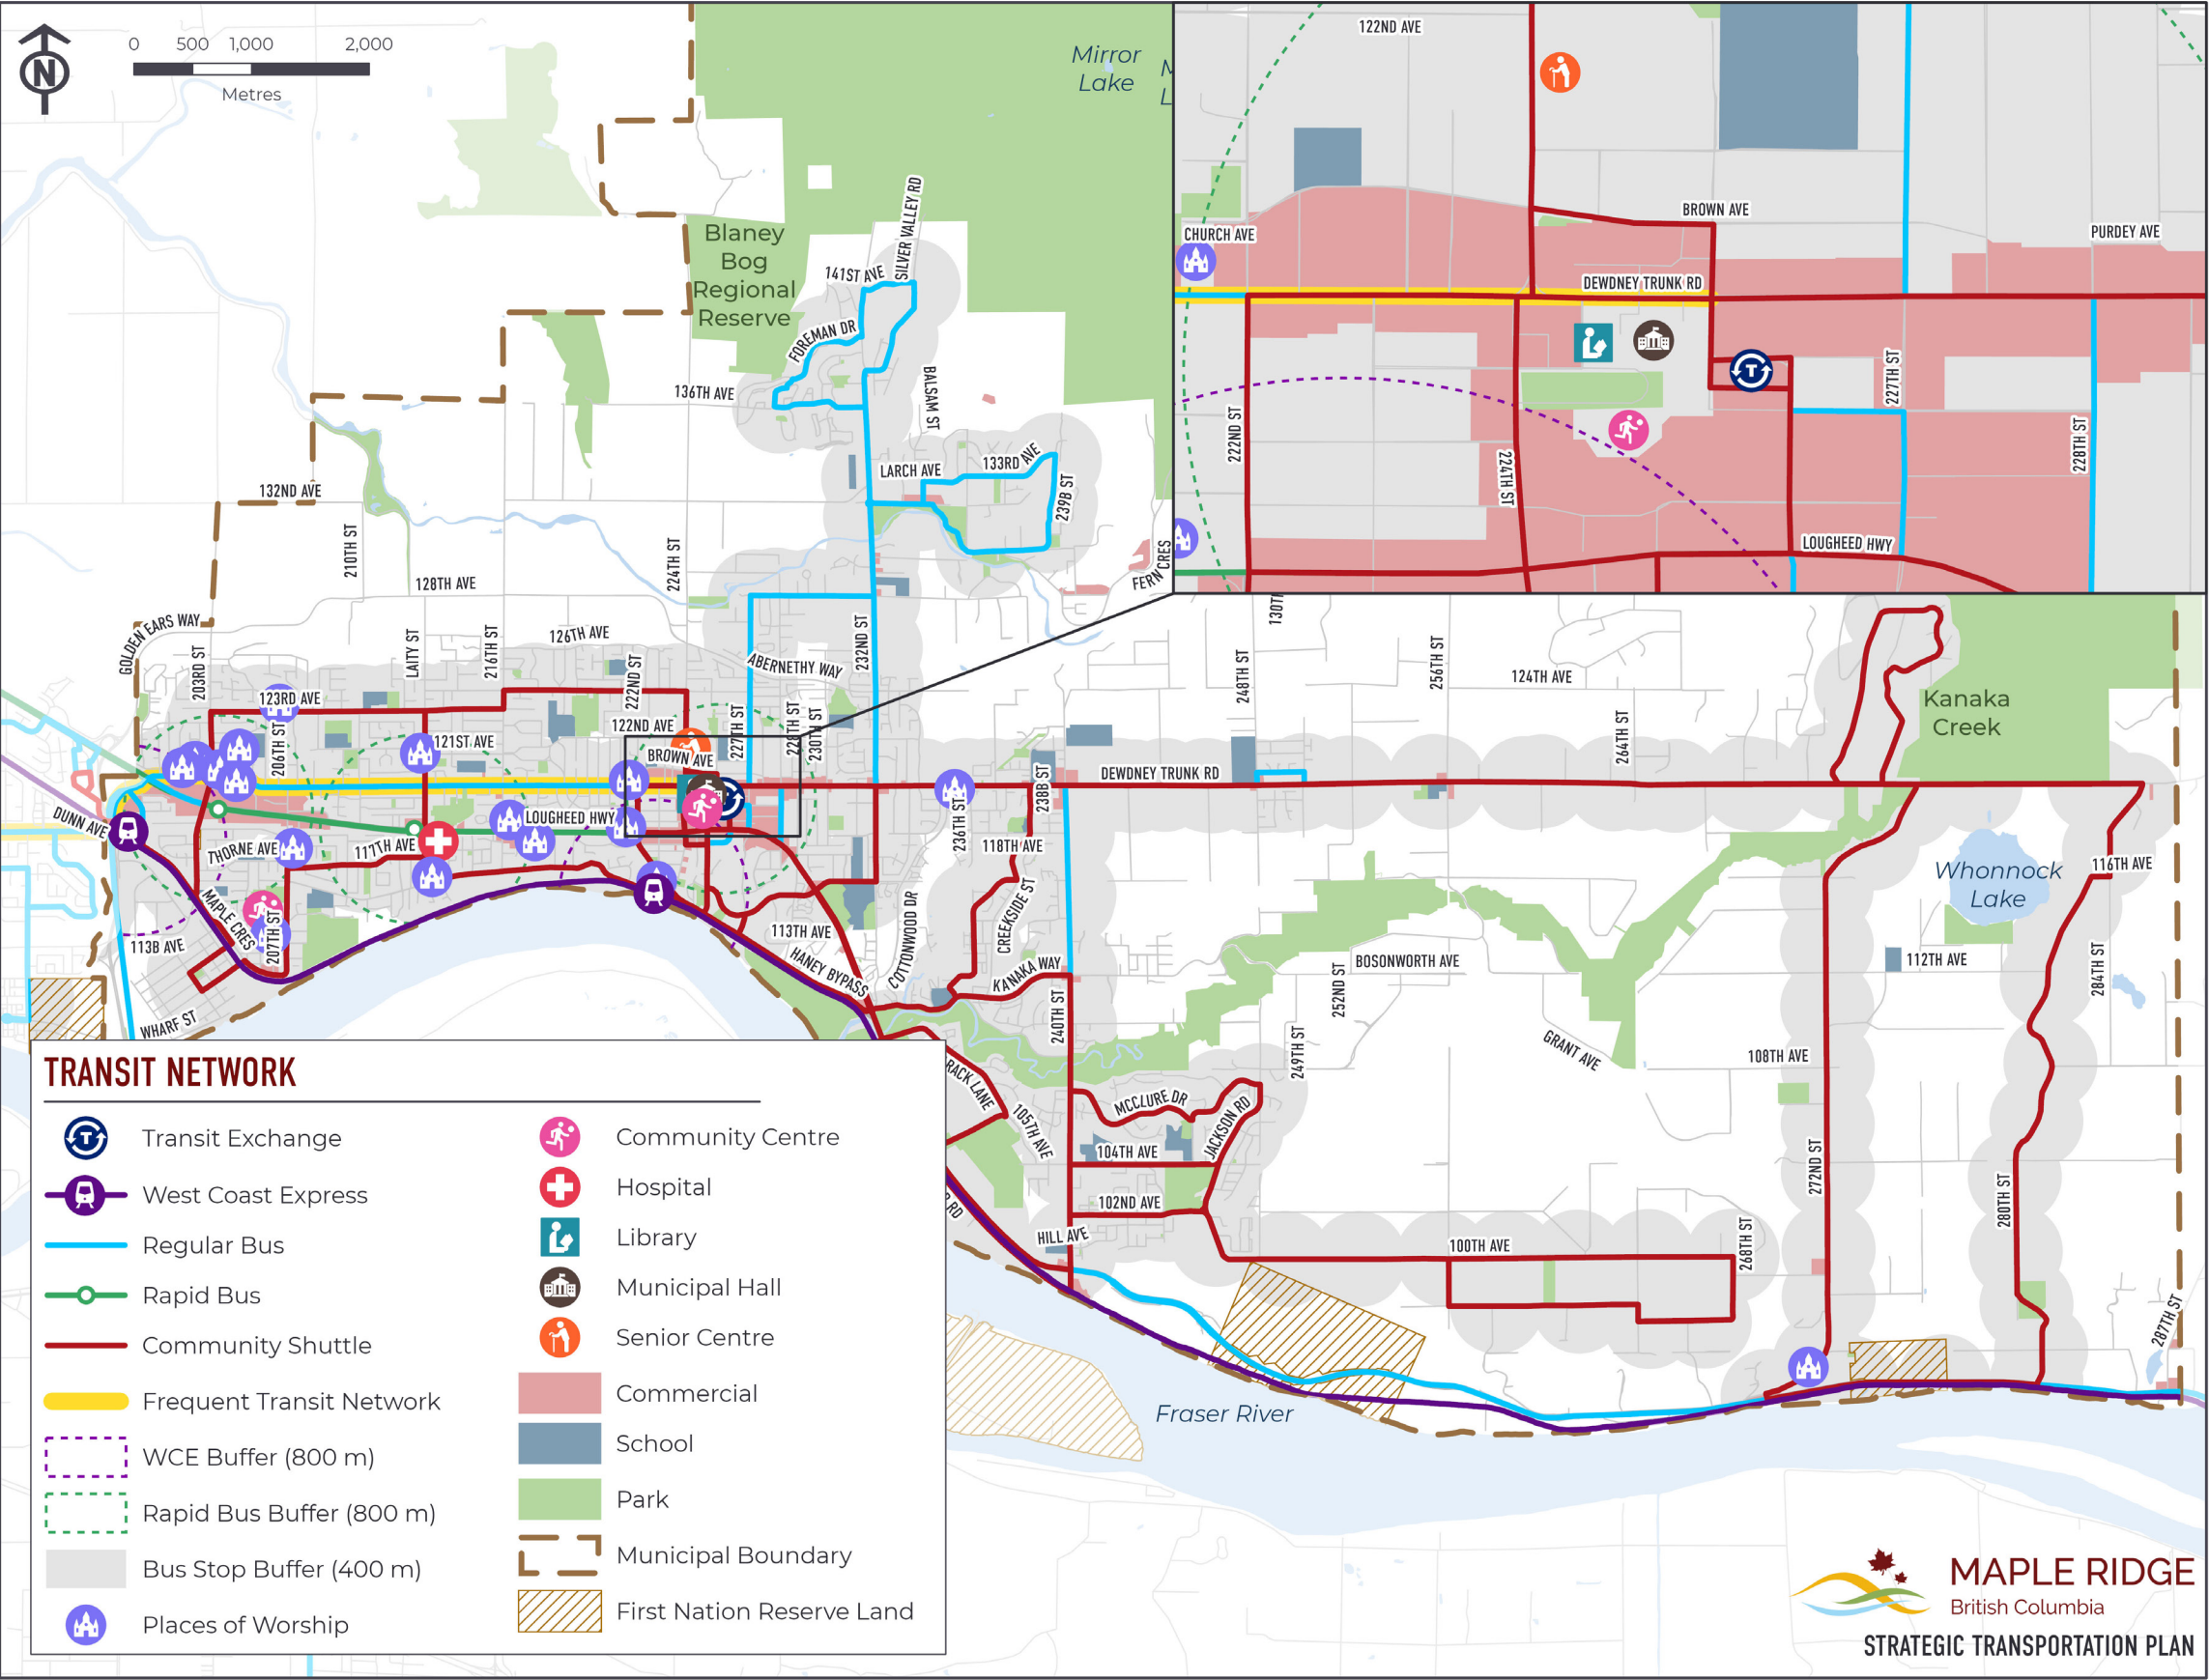 N
0 500 1,000 2,000
Metres
Mirror
Lake
Blaney
Bog
Regional
Reserve
SILVER VALLEY RD
141ST AVE
FOREMAN DR
136TH AVE
BALSAM ST
LARCH AVE
133RD AVE
239B ST
132ND AVE
210TH ST
224TH ST
128TH AVE
FERN CRES
GOLDEN EARS WAY
203RD ST
LAITY ST
216TH ST
126TH AVE
222ND ST
ABERNETHY WAY
232ND ST
123RD AVE
122ND AVE
227TH ST
228TH ST
230TH ST
206TH ST
121ST AVE
BROWN AVE
DUNN AVE
THORNE AVE
117TH AVE
LOUGHEED HWY
236TH ST
238B ST
118TH AVE
MAPLE CRES
207TH ST
113B AVE
WHARF ST
113TH AVE
HANEY BYPASS
COTTONWOOD DR
CREEKSIDE ST
KANAKA WAY
240TH ST
DEWDNEY TRUNK RD
248TH ST
256TH ST
124TH AVE
264TH ST
Kanaka
Creek
Whonnock
Lake
116TH AVE
BOSONWORTH AVE
252ND ST
112TH AVE
284TH ST
249TH ST
GRANT AVE
108TH AVE
RACK LANE
105TH AVE
MCCLURE DR
JACKSON RD
104TH AVE
102ND AVE
272ND ST
280TH ST
RD
HILL AVE
100TH AVE
268TH ST
287TH ST
Fraser River
122ND AVE
CHURCH AVE
BROWN AVE
PURDEY AVE
DEWDNEY TRUNK RD
T
222ND ST
224TH ST
227TH ST
228TH ST
LOUGHEED HWY
TRANSIT NETWORK
T
Transit Exchange
West Coast Express
Regular Bus
Rapid Bus
Community Shuttle
Frequent Transit Network
WCE Buffer (800 m)
Rapid Bus Buffer (800 m)
Bus Stop Buffer (400 m)
Places of Worship
Community Centre
Hospital
Library
Municipal Hall
Senior Centre
Commercial
School
Park
Municipal Boundary
First Nation Reserve Land
MAPLE RIDGE
British Columbia
STRATEGIC TRANSPORTATION PLAN